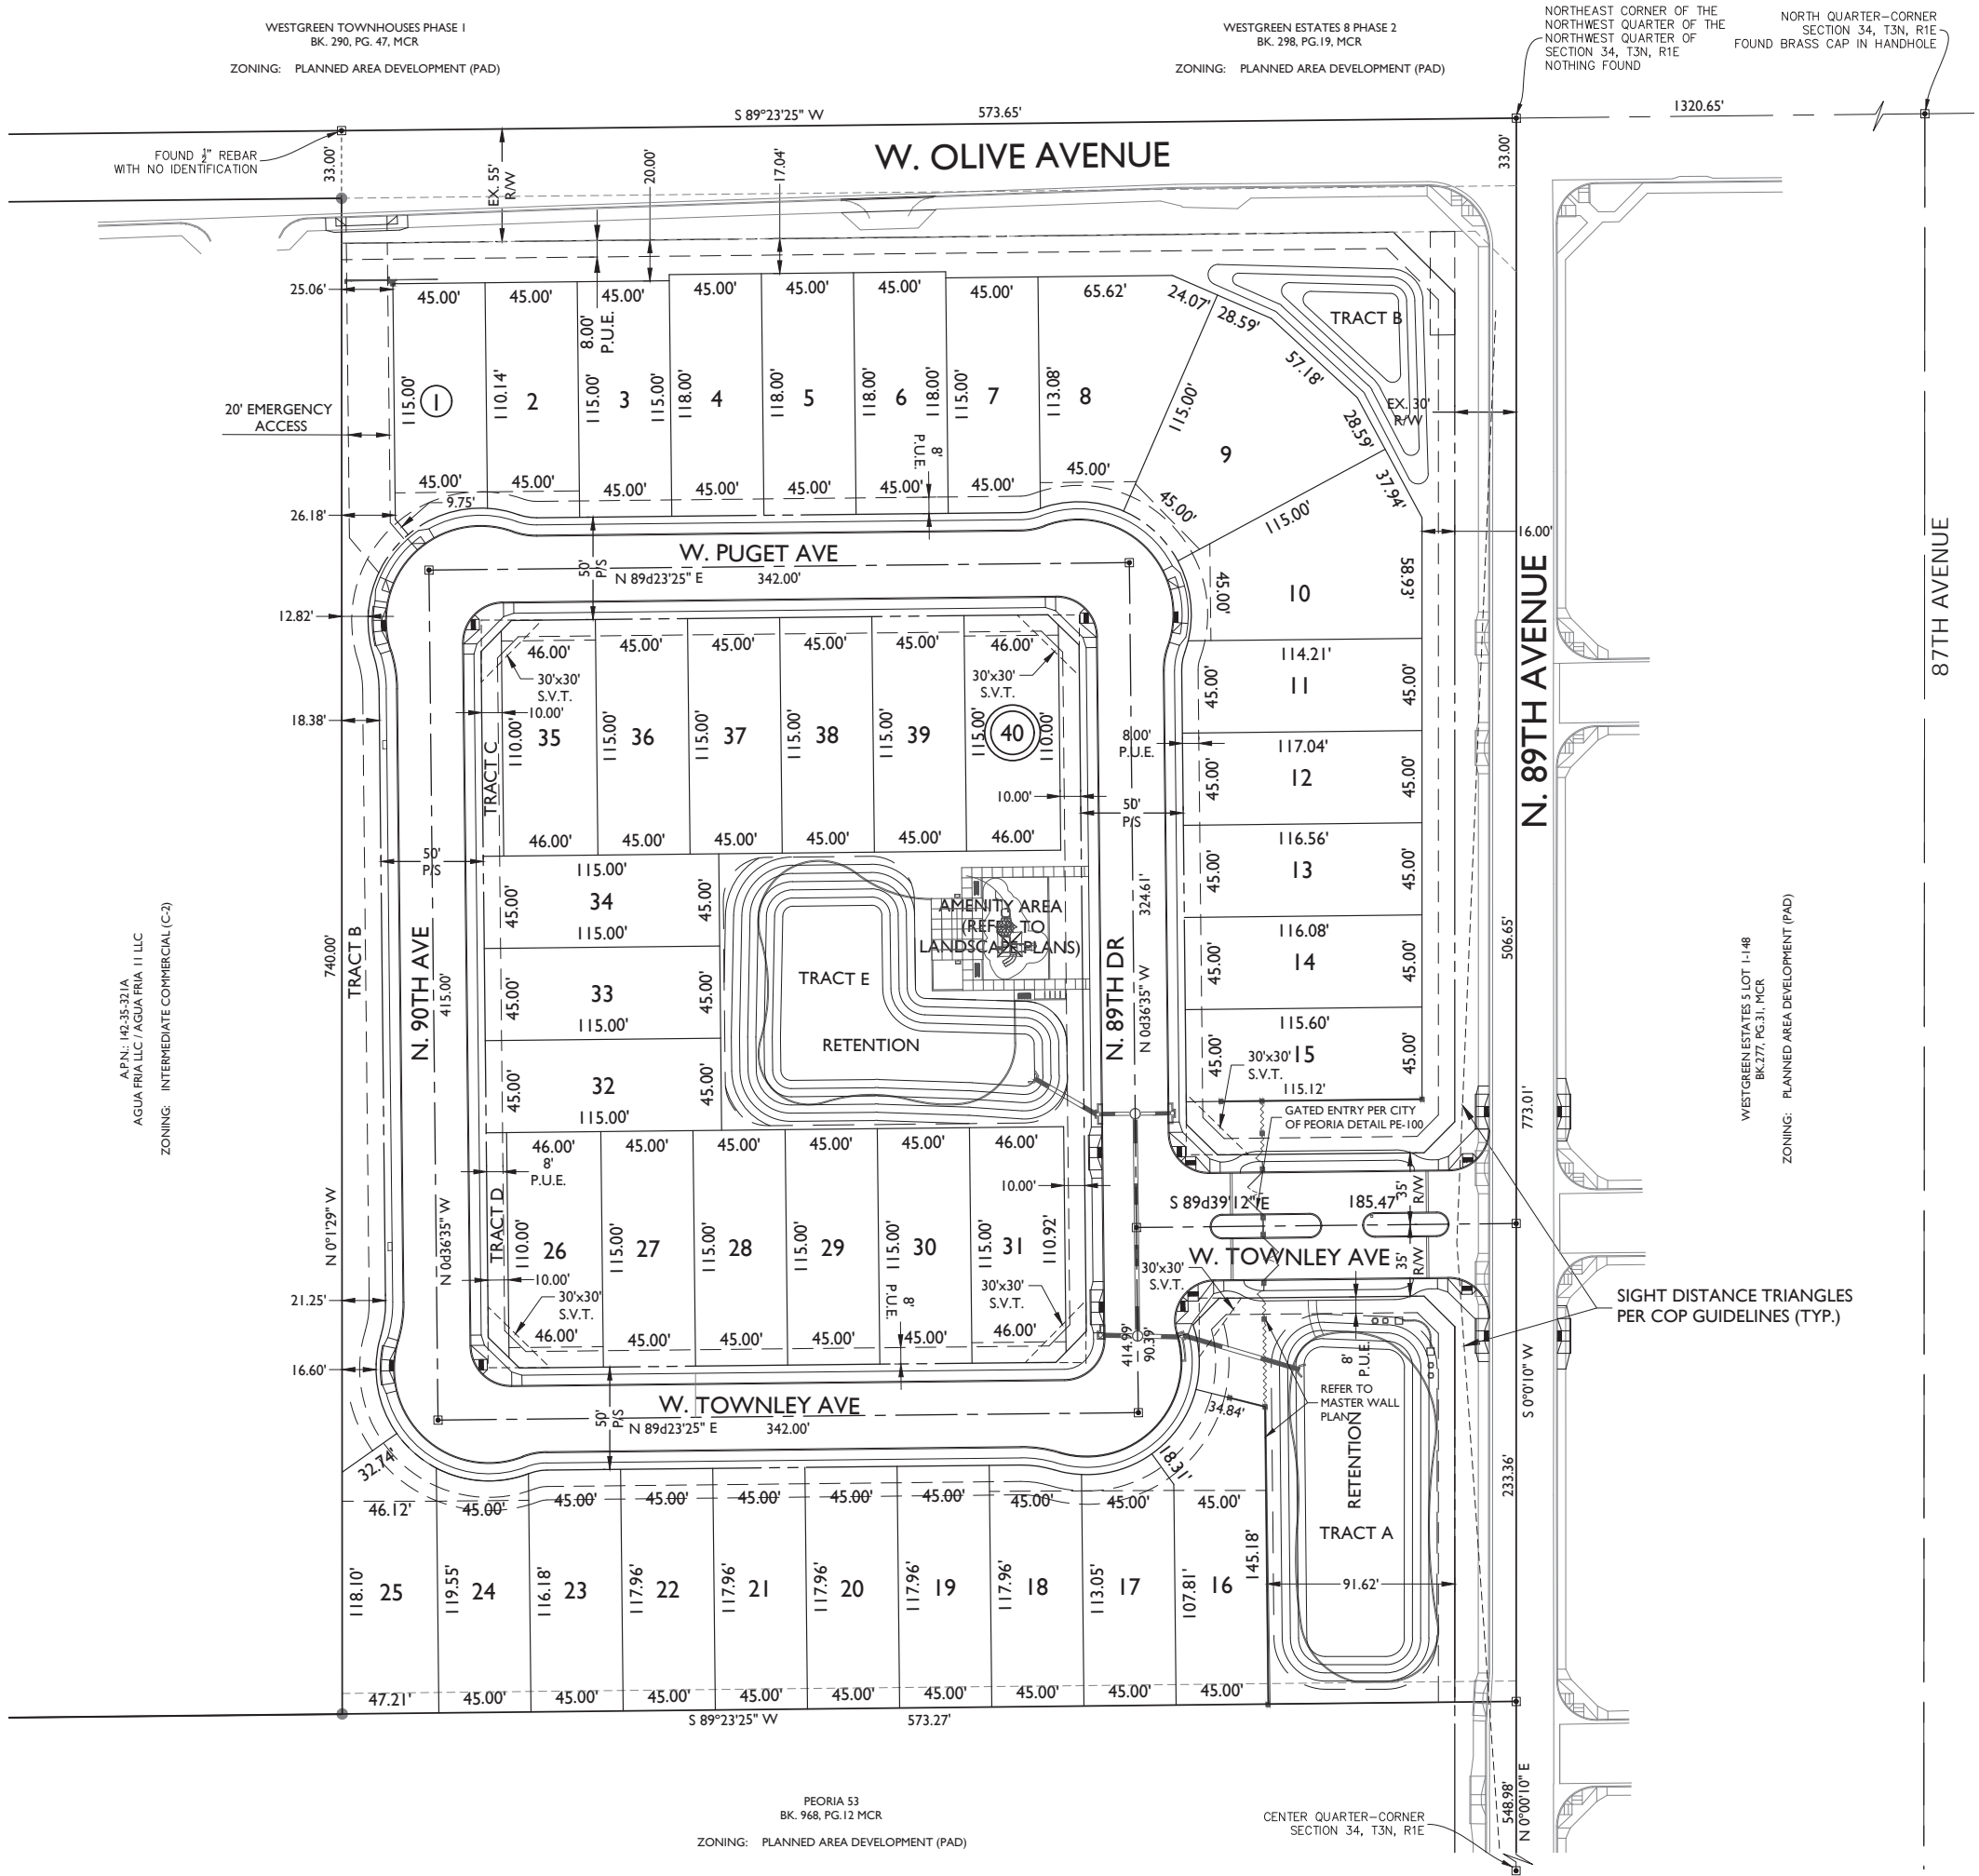 WESTGREEN TOWNHOUSES PHASE I
BK. 290, PG. 47, MCR
ZONING: PLANNED AREA DEVELOPMENT (PAD)
WESTGREEN ESTATES 8 PHASE 2
BK. 298, PG.19, MCR
ZONING: PLANNED AREA DEVELOPMENT (PAD)
NORTHEAST CORNER OF THE
NORTHWEST QUARTER OF THE
NORTHWEST QUARTER OF
SECTION 34, T3N, R1E
NOTHING FOUND
NORTH QUARTER-CORNER
SECTION 34, T3N, R1E
FOUND BRASS CAP IN HANDHOLE
S 89°23'25" W 573.65'
1320.65'
FOUND ½" REBAR
WITH NO IDENTIFICATION
33.00'
EX. 55'
R/W
20.00'
17.04'
W. OLIVE AVENUE
33.00'
25.06'
45.00'
45.00'
45.00'
45.00'
45.00'
45.00'
45.00'
65.62'
24.07'
28.59'
57.18'
28.59'
37.94'
TRACT B
8.00'
P.U.E.
EX. 30'
R/W
20' EMERGENCY
ACCESS
115.00'
1
110.14'
2
115.00'
3
115.00'
118.00'
4
118.00'
5
118.00'
6
118.00'
115.00'
7
113.08'
8
115.00'
9
8'
P.U.E.
45.00'
45.00'
45.00'
45.00'
45.00'
45.00'
45.00'
45.00'
45.00'
9.75'
26.18'
115.00'
16.00'
W. PUGET AVE
N 89d23'25" E 342.00'
50'
P/S
45.00'
10
58.93'
12.82'
46.00'
45.00'
45.00'
45.00'
45.00'
46.00'
30'x30'
S.V.T.
30'x30'
S.V.T.
114.21'
45.00'
11
45.00'
18.38'
10.00'
TRACT C
110.00'
35
115.00'
36
115.00'
37
115.00'
38
115.00'
39
115.00'
40
110.00'
8.00'
P.U.E.
117.04'
45.00'
12
45.00'
10.00'
50'
P/S
46.00'
45.00'
45.00'
45.00'
45.00'
46.00'
116.56'
45.00'
13
45.00'
50'
P/S
115.00'
45.00'
34
45.00'
115.00'
AMENITY AREA
(REFER TO
LANDSCAPE PLANS)
324.61'
116.08'
45.00'
14
45.00'
506.65'
N. 89TH AVENUE
87TH AVENUE
A.P.N.: 142-35-321A
AGUA FRIA LLC / AGUA FRIA 11 LLC
ZONING: INTERMEDIATE COMMERCIAL (C-2)
740.00'
TRACT B
N. 90TH AVE
415.00'
45.00'
33
45.00'
115.00'
TRACT E
RETENTION
N. 89TH DR
N 0d36'35" W
115.60'
45.00'
15
45.00'
30'x30'
S.V.T.
115.12'
WESTGREEN ESTATES 5 LOT 1-48
BK.277, PG.31, MCR
ZONING: PLANNED AREA DEVELOPMENT (PAD)
45.00'
32
45.00'
115.00'
GATED ENTRY PER CITY
OF PEORIA DETAIL PE-100
773.01'
46.00'
45.00'
45.00'
45.00'
45.00'
46.00'
8'
P.U.E.
10.00'
N 0°1'29" W
N 0d36'35" W
TRACT D
S 89d39'12" E 185.47'
35'
R/W
W. TOWNLEY AVE
35'
R/W
110.00'
26
115.00'
27
115.00'
28
115.00'
29
115.00'
30
115.00'
31
110.92'
10.00'
30'x30'
S.V.T.
8'
P.U.E.
30'x30'
S.V.T.
30'x30'
S.V.T.
21.25'
SIGHT DISTANCE TRIANGLES
PER COP GUIDELINES (TYP.)
46.00'
45.00'
45.00'
45.00'
45.00'
46.00'
414.99'
90.39'
16.60'
8'
P.U.E.
S 0°0'10" W
REFER TO
MASTER WALL
PLAN
W. TOWNLEY AVE
N 89d23'25" E 342.00'
50'
P/S
34.84'
32.74'
18.31'
RETENTION
TRACT A
233.36'
46.12'
45.00'
45.00'
45.00'
45.00'
45.00'
45.00'
45.00'
45.00'
45.00'
118.10'
25
119.55'
24
116.18'
23
117.96'
22
117.96'
21
117.96'
20
117.96'
19
117.96'
18
113.05'
17
107.81'
16
145.18'
91.62'
47.21'
45.00'
45.00'
45.00'
45.00'
45.00'
45.00'
45.00'
45.00'
45.00'
S 89°23'25" W 573.27'
PEORIA 53
BK. 968, PG.12 MCR
ZONING: PLANNED AREA DEVELOPMENT (PAD)
CENTER QUARTER-CORNER
SECTION 34, T3N, R1E
548.98'
N 0°00'10" E